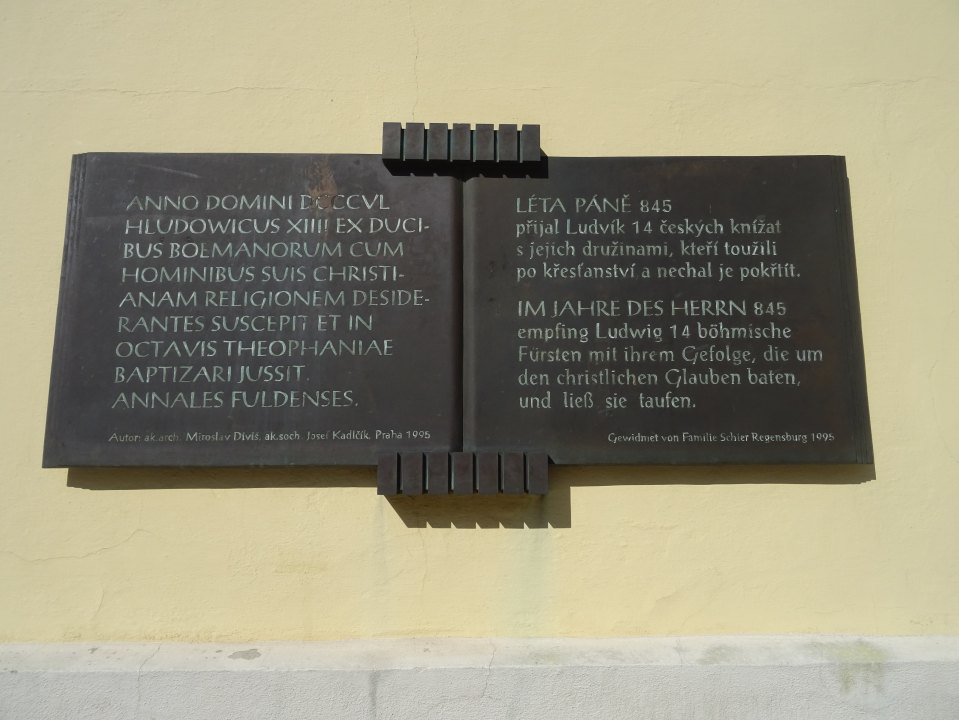 ANNO DOMINI DCCCVL
HLUDOWICUS XIIII EX DUCI-
BUS BOEMANORUM CUM
HOMINIBUS SUIS CHRISTI-
ANAM RELIGIONEM DESIDE-
RANTES SUSCEPIT ET IN
OCTAVIS THEOPHANIAE
BAPTIZARI JUSSIT.
ANNALES FULDENSES.
Autoři ak.arch. Miroslav Diviš, ak.soch. Josef Kadlčík, Praha 1995
LÉTA PÁNĚ 845
přijal Ludvík 14 českých knížat
s jejich družinami, kteří toužili
po křesťanství a nechal je pokřtít.
IM JAHRE DES HERRN 845
empfing Ludwig 14 böhmische
Fürsten mit ihrem Gefolge, die um
den christlichen Glauben baten,
und ließ sie taufen.
Gewidmet von Familie Schier Regensburg 1995